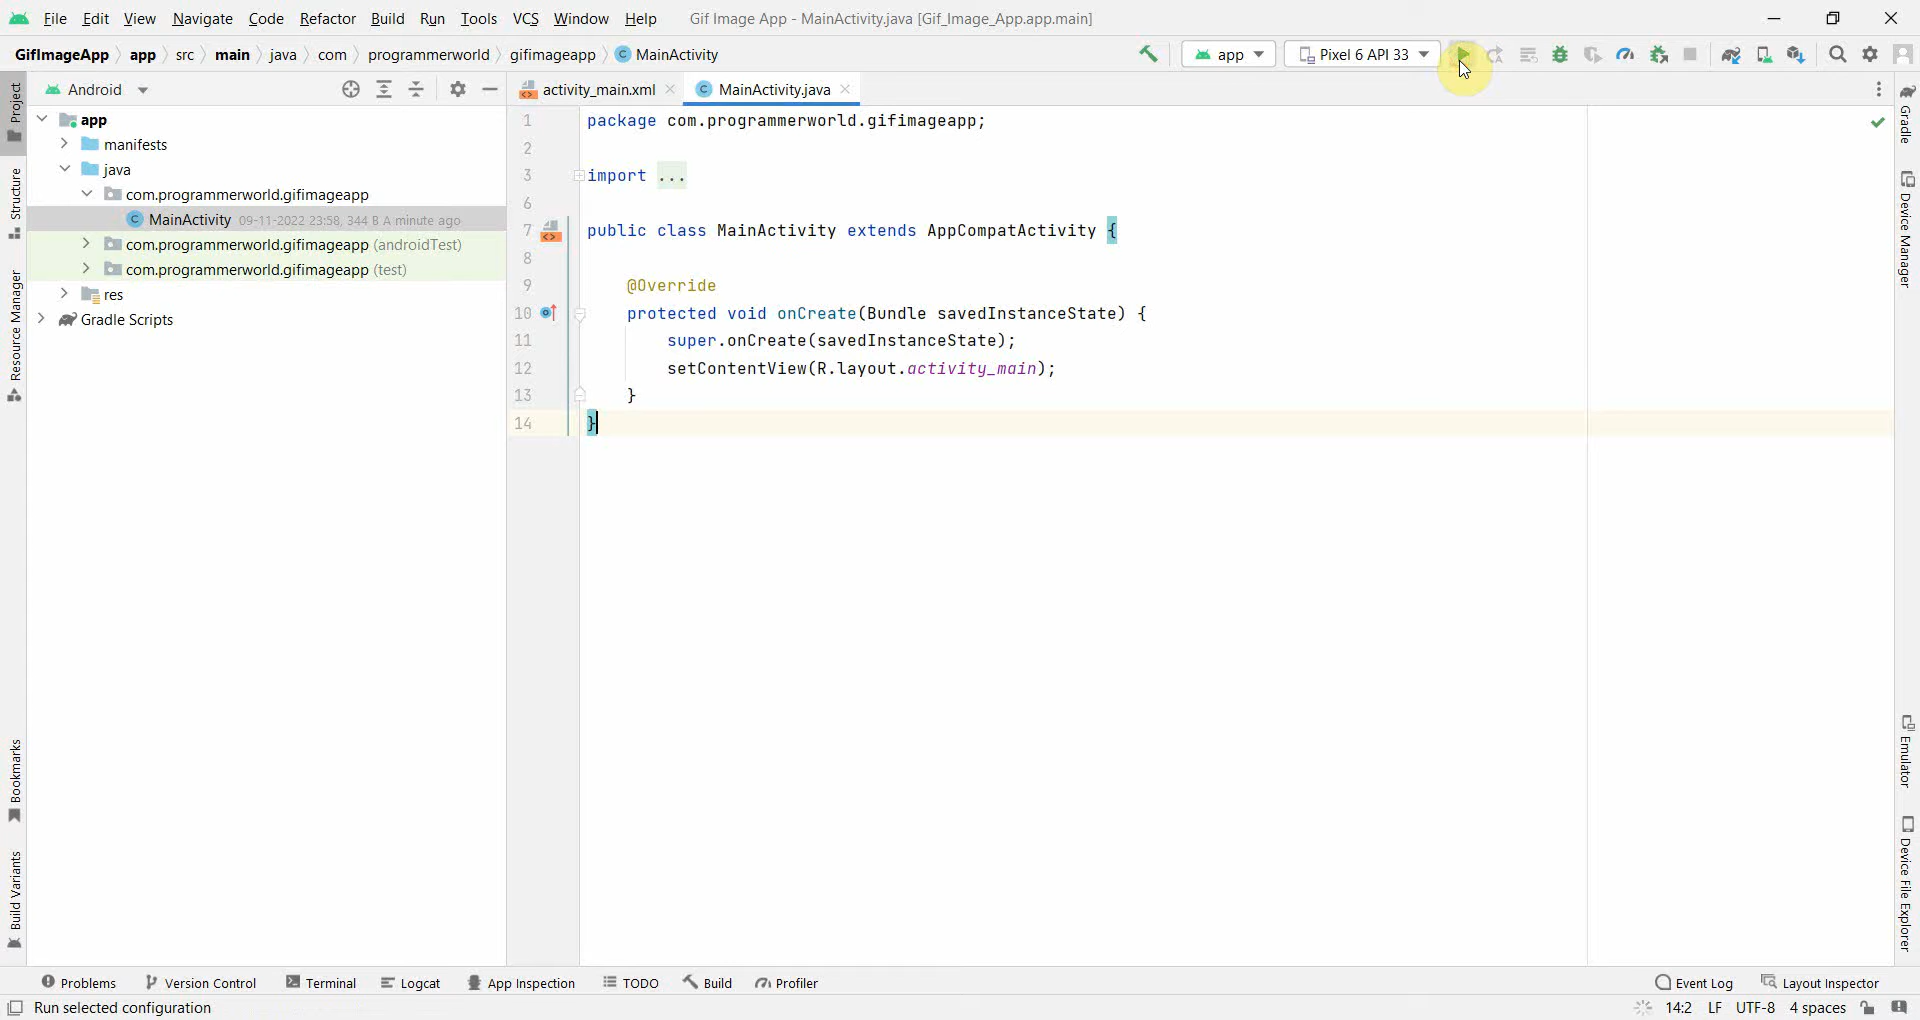 File Edit View Navigate Code Refactor Build Run Tools VCS Window Help Gif Image App - MainActivity.java [Gif_Image_App.app.main]
GifImageApp app src main java com programmerworld gifimageapp MainActivity app Pixel 6 API 33
Android activity_main.xml MainActivity.java
app
manifests
java
com.programmerworld.gifimageapp
MainActivity 09-11-2022 23:58, 344 B A minute ago
com.programmerworld.gifimageapp (androidTest)
com.programmerworld.gifimageapp (test)
res
Gradle Scripts
1 package com.programmerworld.gifimageapp;
2
3 import ...
6
7 public class MainActivity extends AppCompatActivity {
8
9 @Override
10 protected void onCreate(Bundle savedInstanceState) {
11 super.onCreate(savedInstanceState);
12 setContentView(R.layout.activity_main);
13 }
14 }
Project
Structure
Resource Manager
Bookmarks
Build Variants
Gradle
Device Manager
Emulator
Device File Explorer
Problems Version Control Terminal Logcat App Inspection TODO Build Profiler Event Log Layout Inspector
Run selected configuration 14:2 LF UTF-8 4 spaces